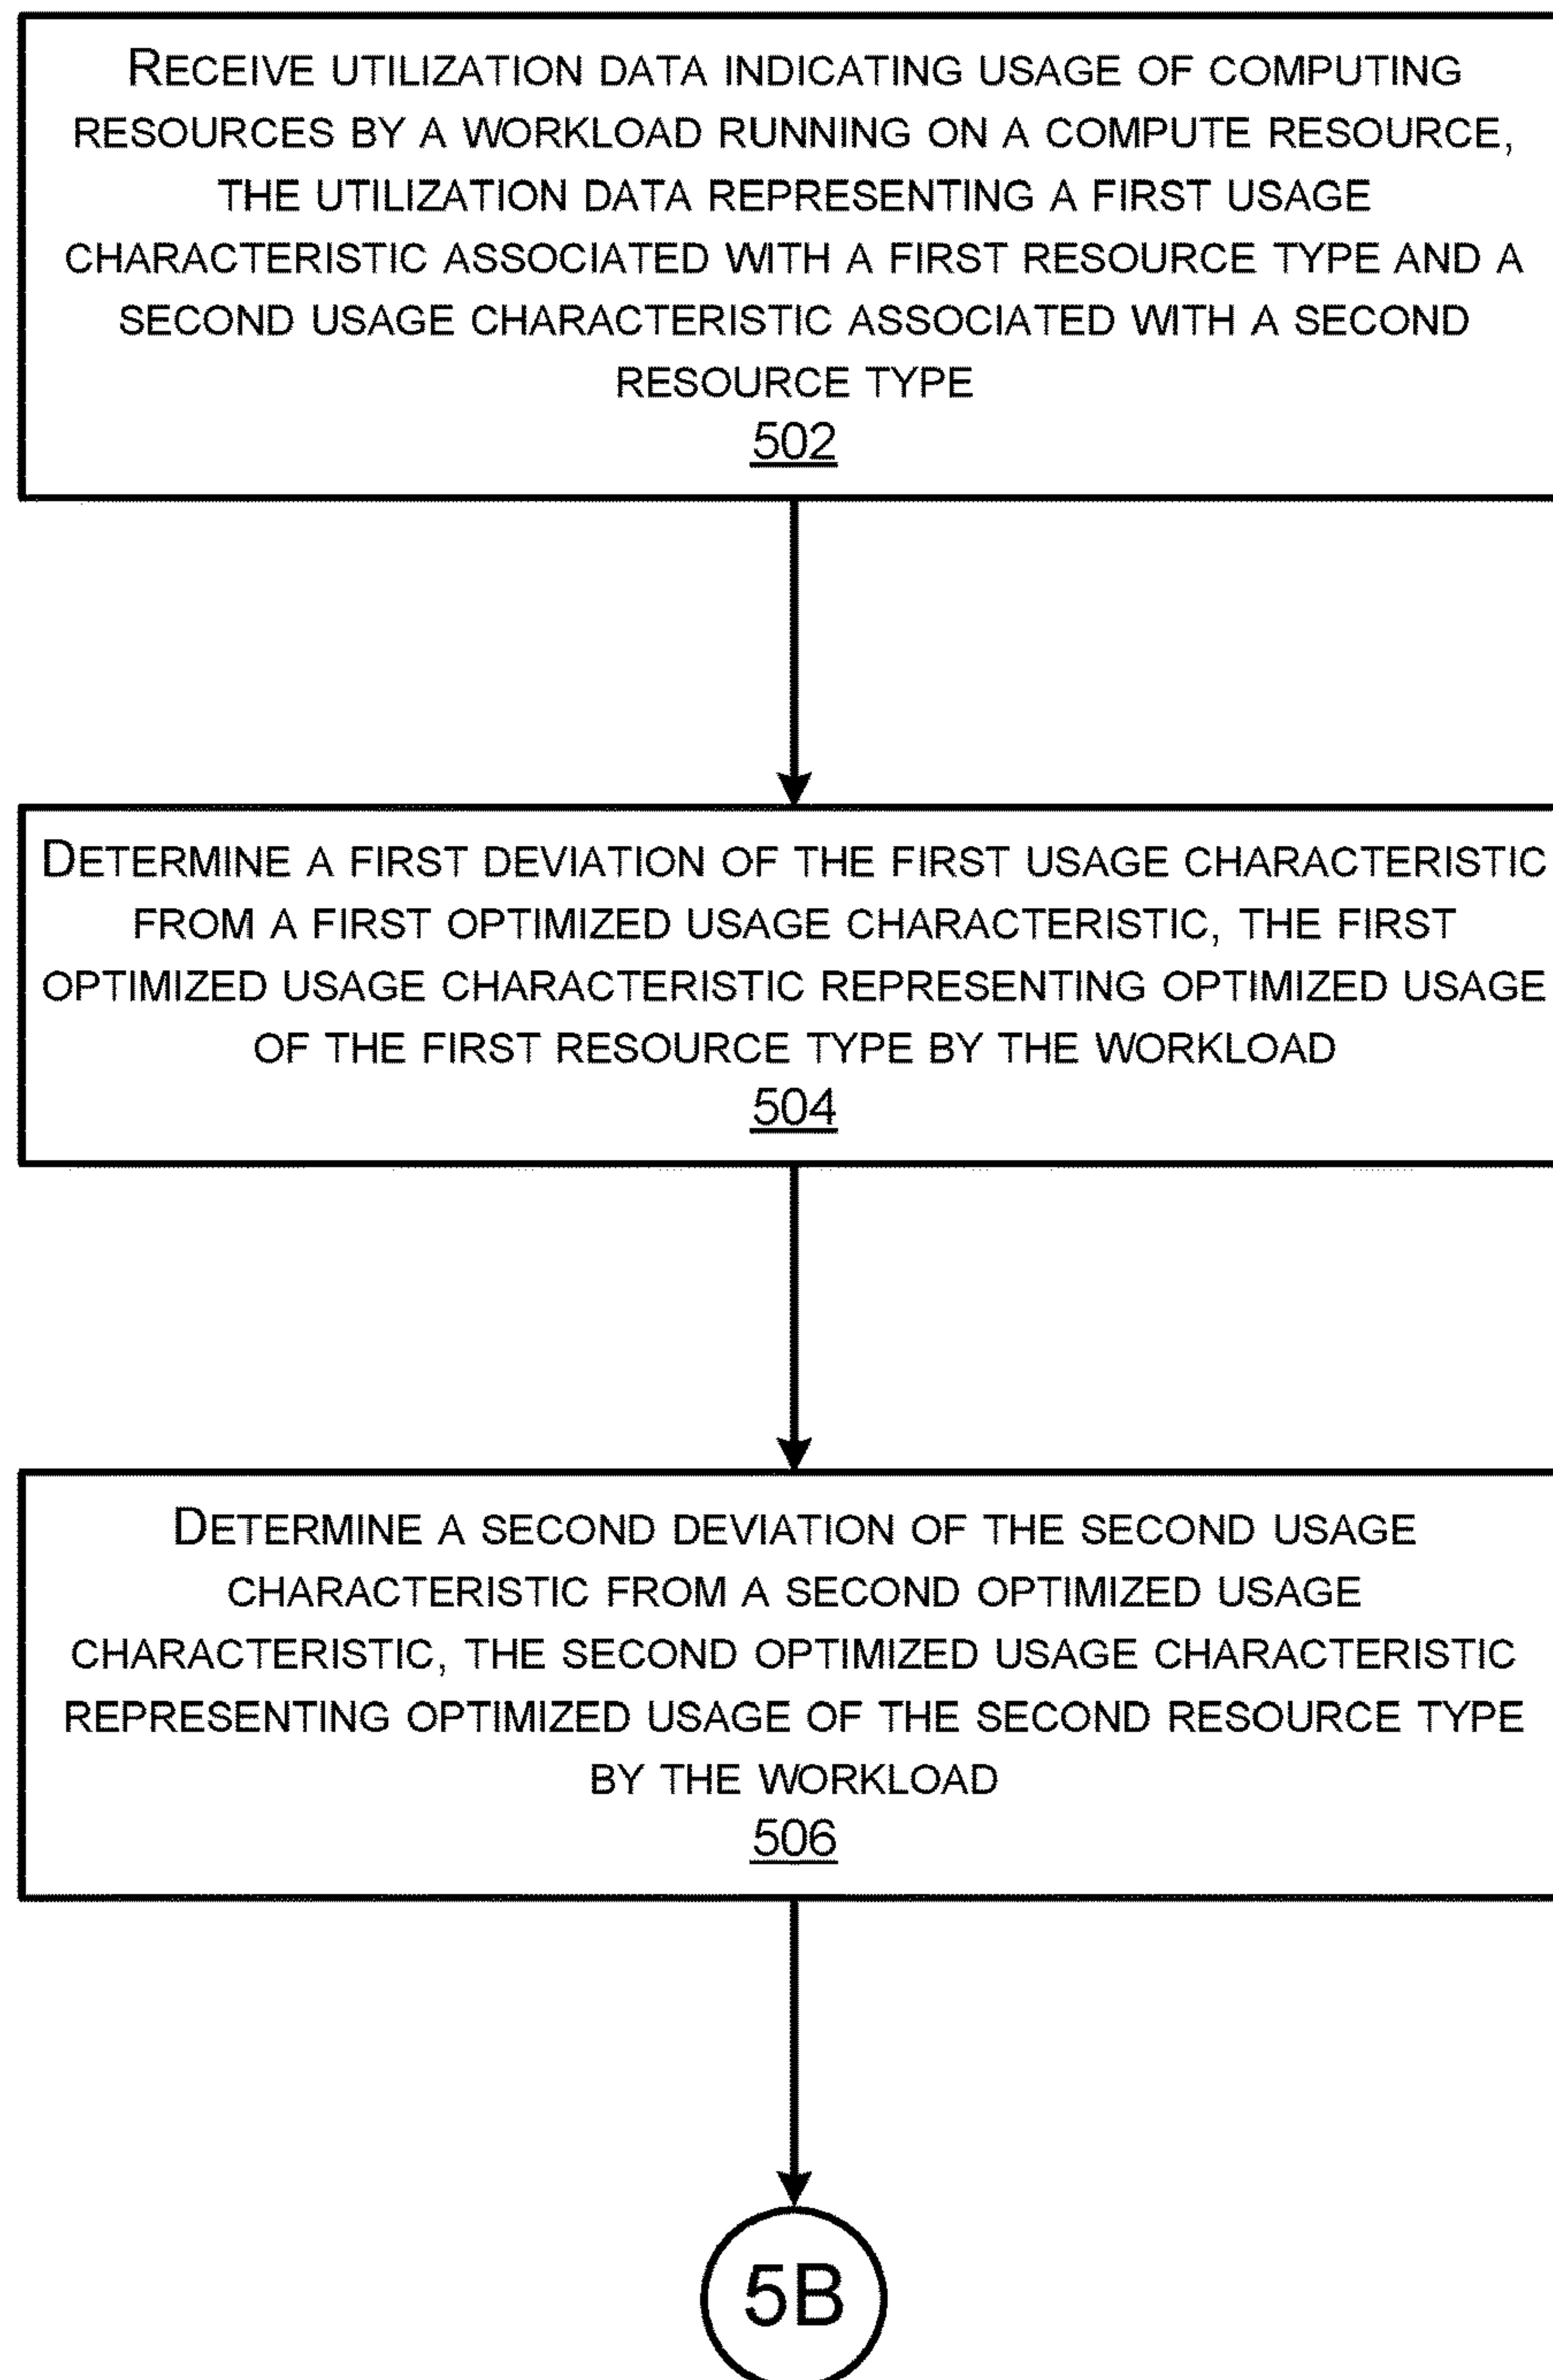 RECEIVE UTILIZATION DATA INDICATING USAGE OF COMPUTING
RESOURCES BY A WORKLOAD RUNNING ON A COMPUTE RESOURCE,
THE UTILIZATION DATA REPRESENTING A FIRST USAGE
CHARACTERISTIC ASSOCIATED WITH A FIRST RESOURCE TYPE AND A
SECOND USAGE CHARACTERISTIC ASSOCIATED WITH A SECOND
RESOURCE TYPE
502
DETERMINE A FIRST DEVIATION OF THE FIRST USAGE CHARACTERISTIC
FROM A FIRST OPTIMIZED USAGE CHARACTERISTIC, THE FIRST
OPTIMIZED USAGE CHARACTERISTIC REPRESENTING OPTIMIZED USAGE
OF THE FIRST RESOURCE TYPE BY THE WORKLOAD
504
DETERMINE A SECOND DEVIATION OF THE SECOND USAGE
CHARACTERISTIC FROM A SECOND OPTIMIZED USAGE
CHARACTERISTIC, THE SECOND OPTIMIZED USAGE CHARACTERISTIC
REPRESENTING OPTIMIZED USAGE OF THE SECOND RESOURCE TYPE
BY THE WORKLOAD
506
5B